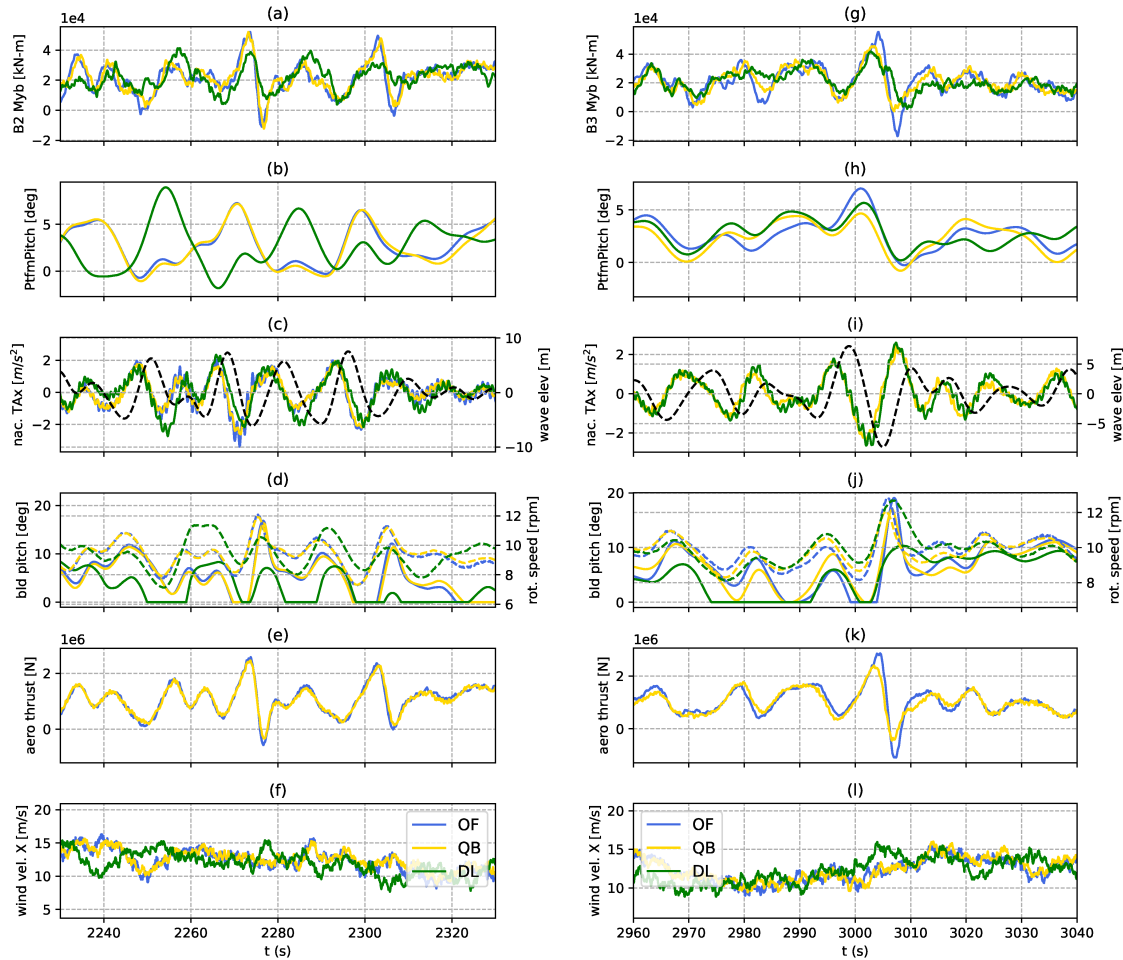 (a)
1e4
B2 Myb [kN-m]
4
2
0
−2
(b)
PtfmPitch [deg]
5
0
(c)
nac. TAx [m/s²]
2
0
−2
10
0
−10
wave elev [m]
(d)
bld pitch [deg]
20
10
0
12
10
8
6
rot. speed [rpm]
(e)
1e6
aero thrust [N]
2
0
(f)
wind vel. X [m/s]
20
15
10
5
OF
QB
DL
2240
2260
2280
2300
2320
t (s)
(g)
1e4
B3 Myb [kN-m]
4
2
0
−2
(h)
PtfmPitch [deg]
5
0
(i)
nac. TAx [m/s²]
2
0
−2
5
0
−5
wave elev [m]
(j)
bld pitch [deg]
20
10
0
12
10
8
rot. speed [rpm]
(k)
1e6
aero thrust [N]
2
0
(l)
wind vel. X [m/s]
20
15
10
OF
QB
DL
2960
2970
2980
2990
3000
3010
3020
3030
3040
t (s)